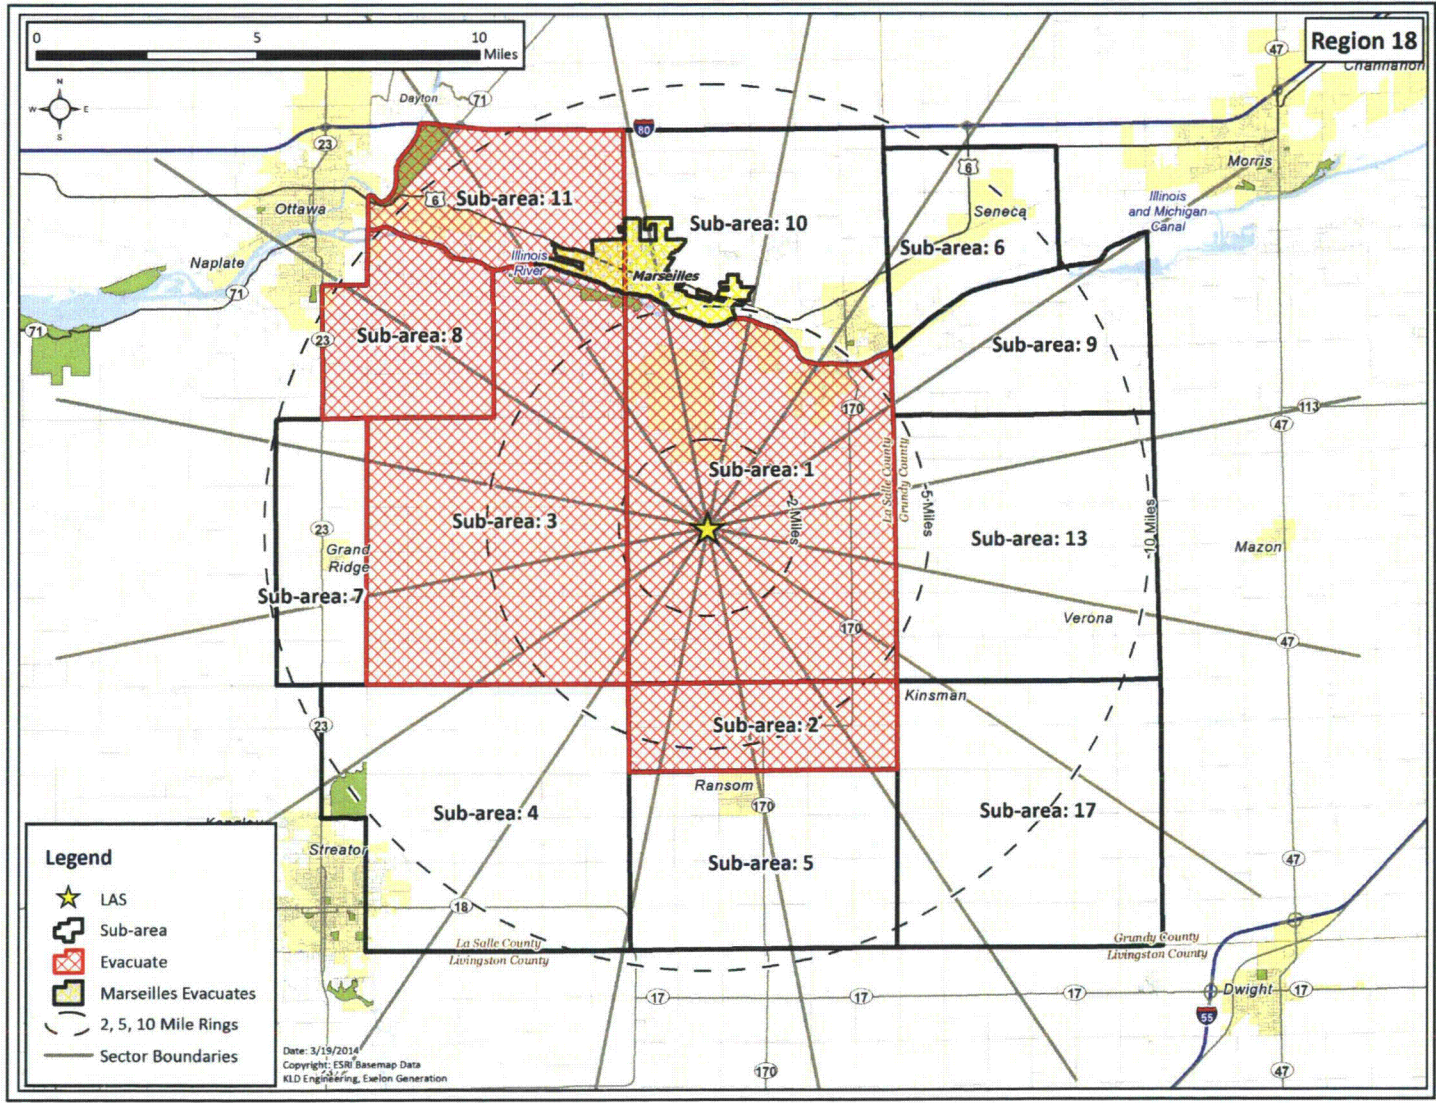 0 5 10
Miles
Region 18
N
W E
S
Dayton
71
80
47
Channahon
23
6
Morris
Ottawa
6
Sub-area: 11
Sub-area: 10
Seneca
Illinois
and Michigan
Canal
Sub-area: 6
Naplate
Illinois
River
Marseilles
71
71
23
Sub-area: 8
Sub-area: 9
170
113
47
Sub-area: 1
La Salle County
Grundy County
5 Miles
2 Miles
10 Miles
23
Sub-area: 3
Grand
Ridge
Sub-area: 13
Mazon
Sub-area: 7
170
Verona
47
Kinsman
23
Sub-area: 2
Ransom
170
Sub-area: 4
Sub-area: 17
Sub-area: 5
Streator
47
18
La Salle County
Livingston County
Grundy County
Livingston County
17
17
17
Dwight
17
55
170
47
Legend
LAS
Sub-area
Evacuate
Marseilles Evacuates
2, 5, 10 Mile Rings
Sector Boundaries
Date: 3/19/2014
Copyright: ESRI Basemap Data
KLD Engineering, Exelon Generation